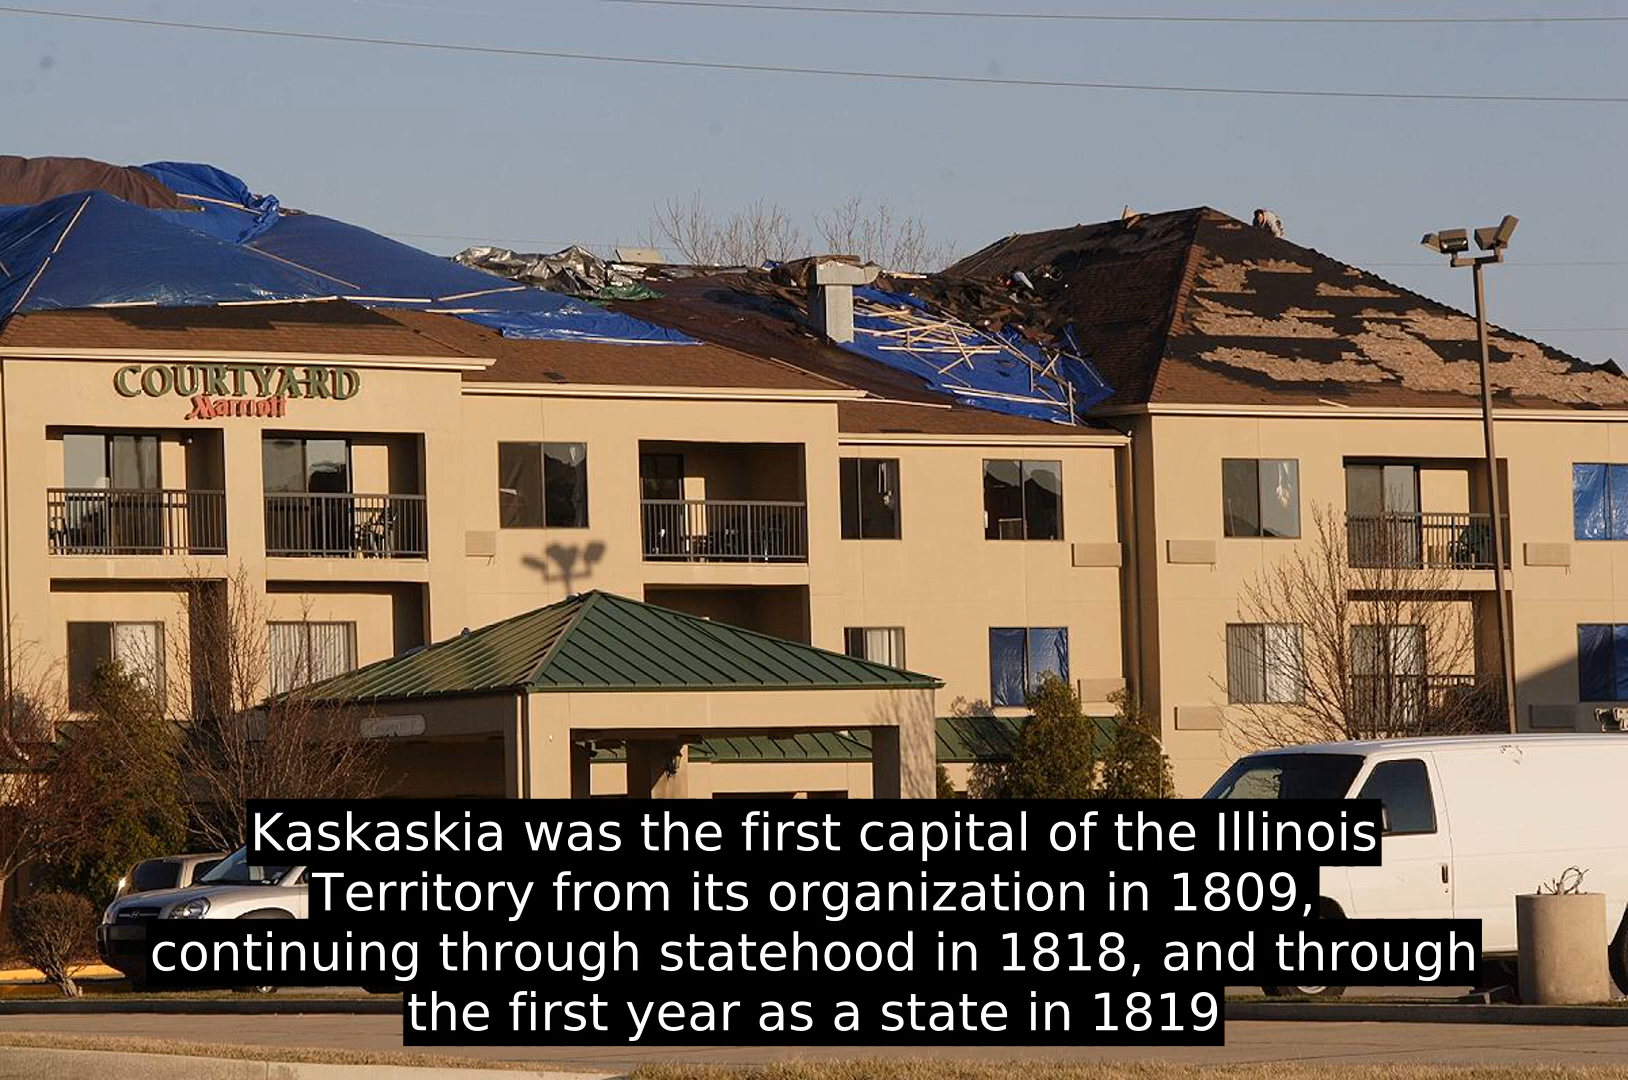 COURTYARD
Marriott
Kaskaskia was the first capital of the Illinois
Territory from its organization in 1809,
continuing through statehood in 1818, and through
the first year as a state in 1819